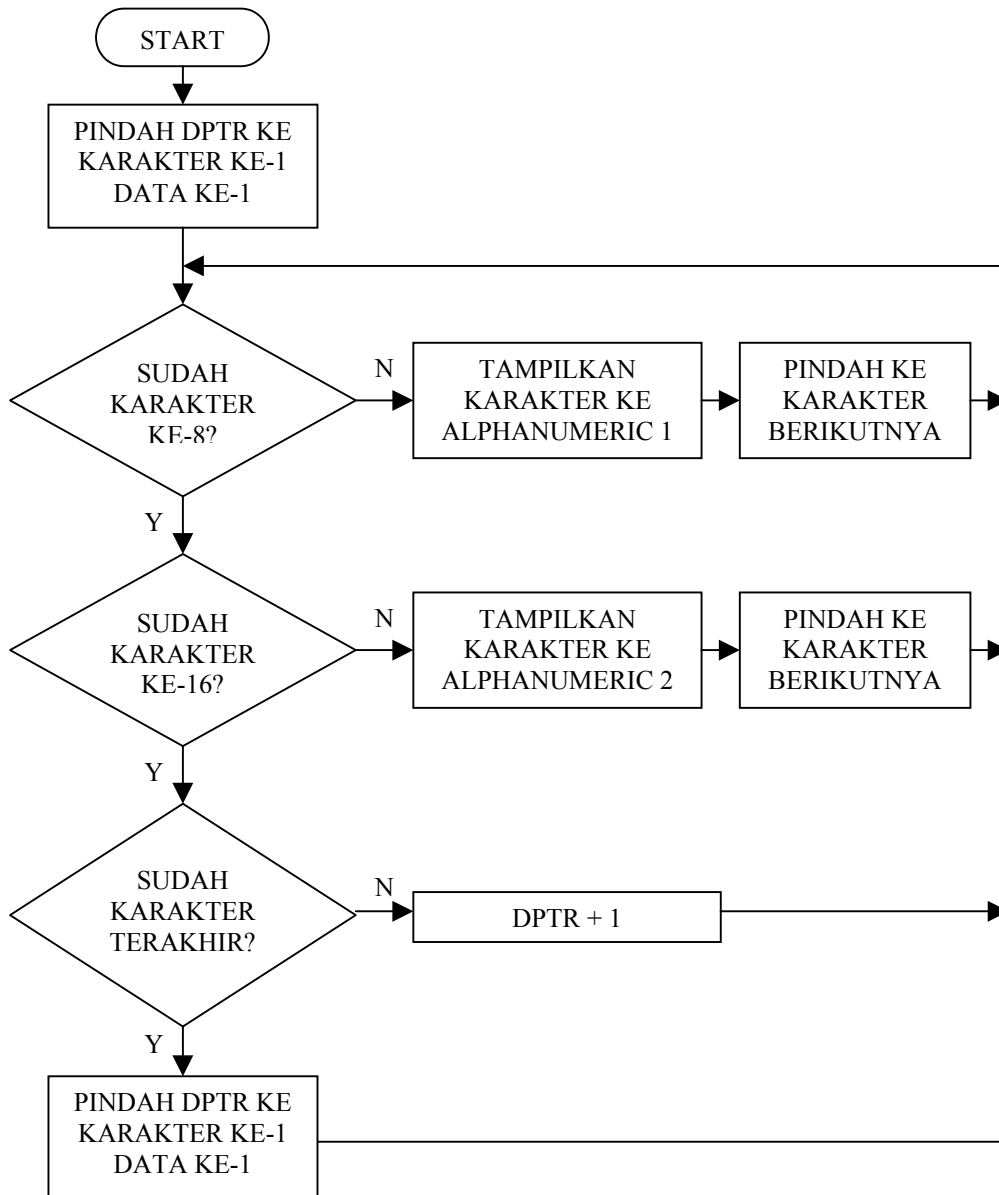 START
PINDAH DPTR KE
KARAKTER KE-1
DATA KE-1
SUDAH
KARAKTER
KE-8?
N
TAMPILKAN
KARAKTER KE
ALPHANUMERIC 1
PINDAH KE
KARAKTER
BERIKUTNYA
Y
SUDAH
KARAKTER
KE-16?
N
TAMPILKAN
KARAKTER KE
ALPHANUMERIC 2
PINDAH KE
KARAKTER
BERIKUTNYA
Y
SUDAH
KARAKTER
TERAKHIR?
N
DPTR + 1
Y
PINDAH DPTR KE
KARAKTER KE-1
DATA KE-1